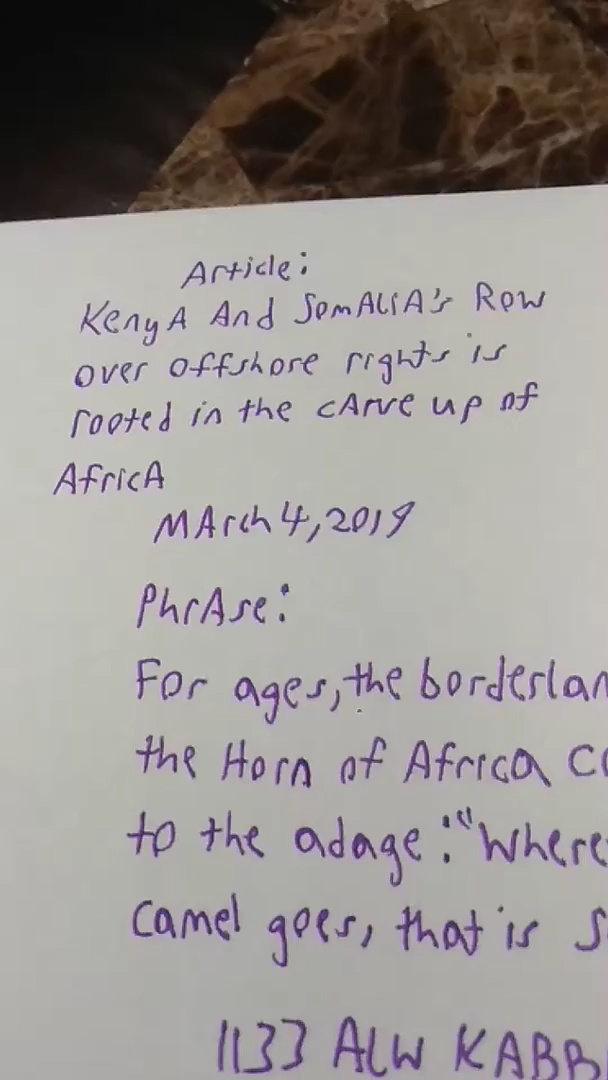 Article:
KenyA And SomAliA's Row
over offshore rights is
rooted in the cArve up of
AfricA
MArch 4, 2019
PhrAse:
For ages, the borderlan
the Horn of Africa c
to the adage: "Where
camel goes, that is S
1133 ALW KABB